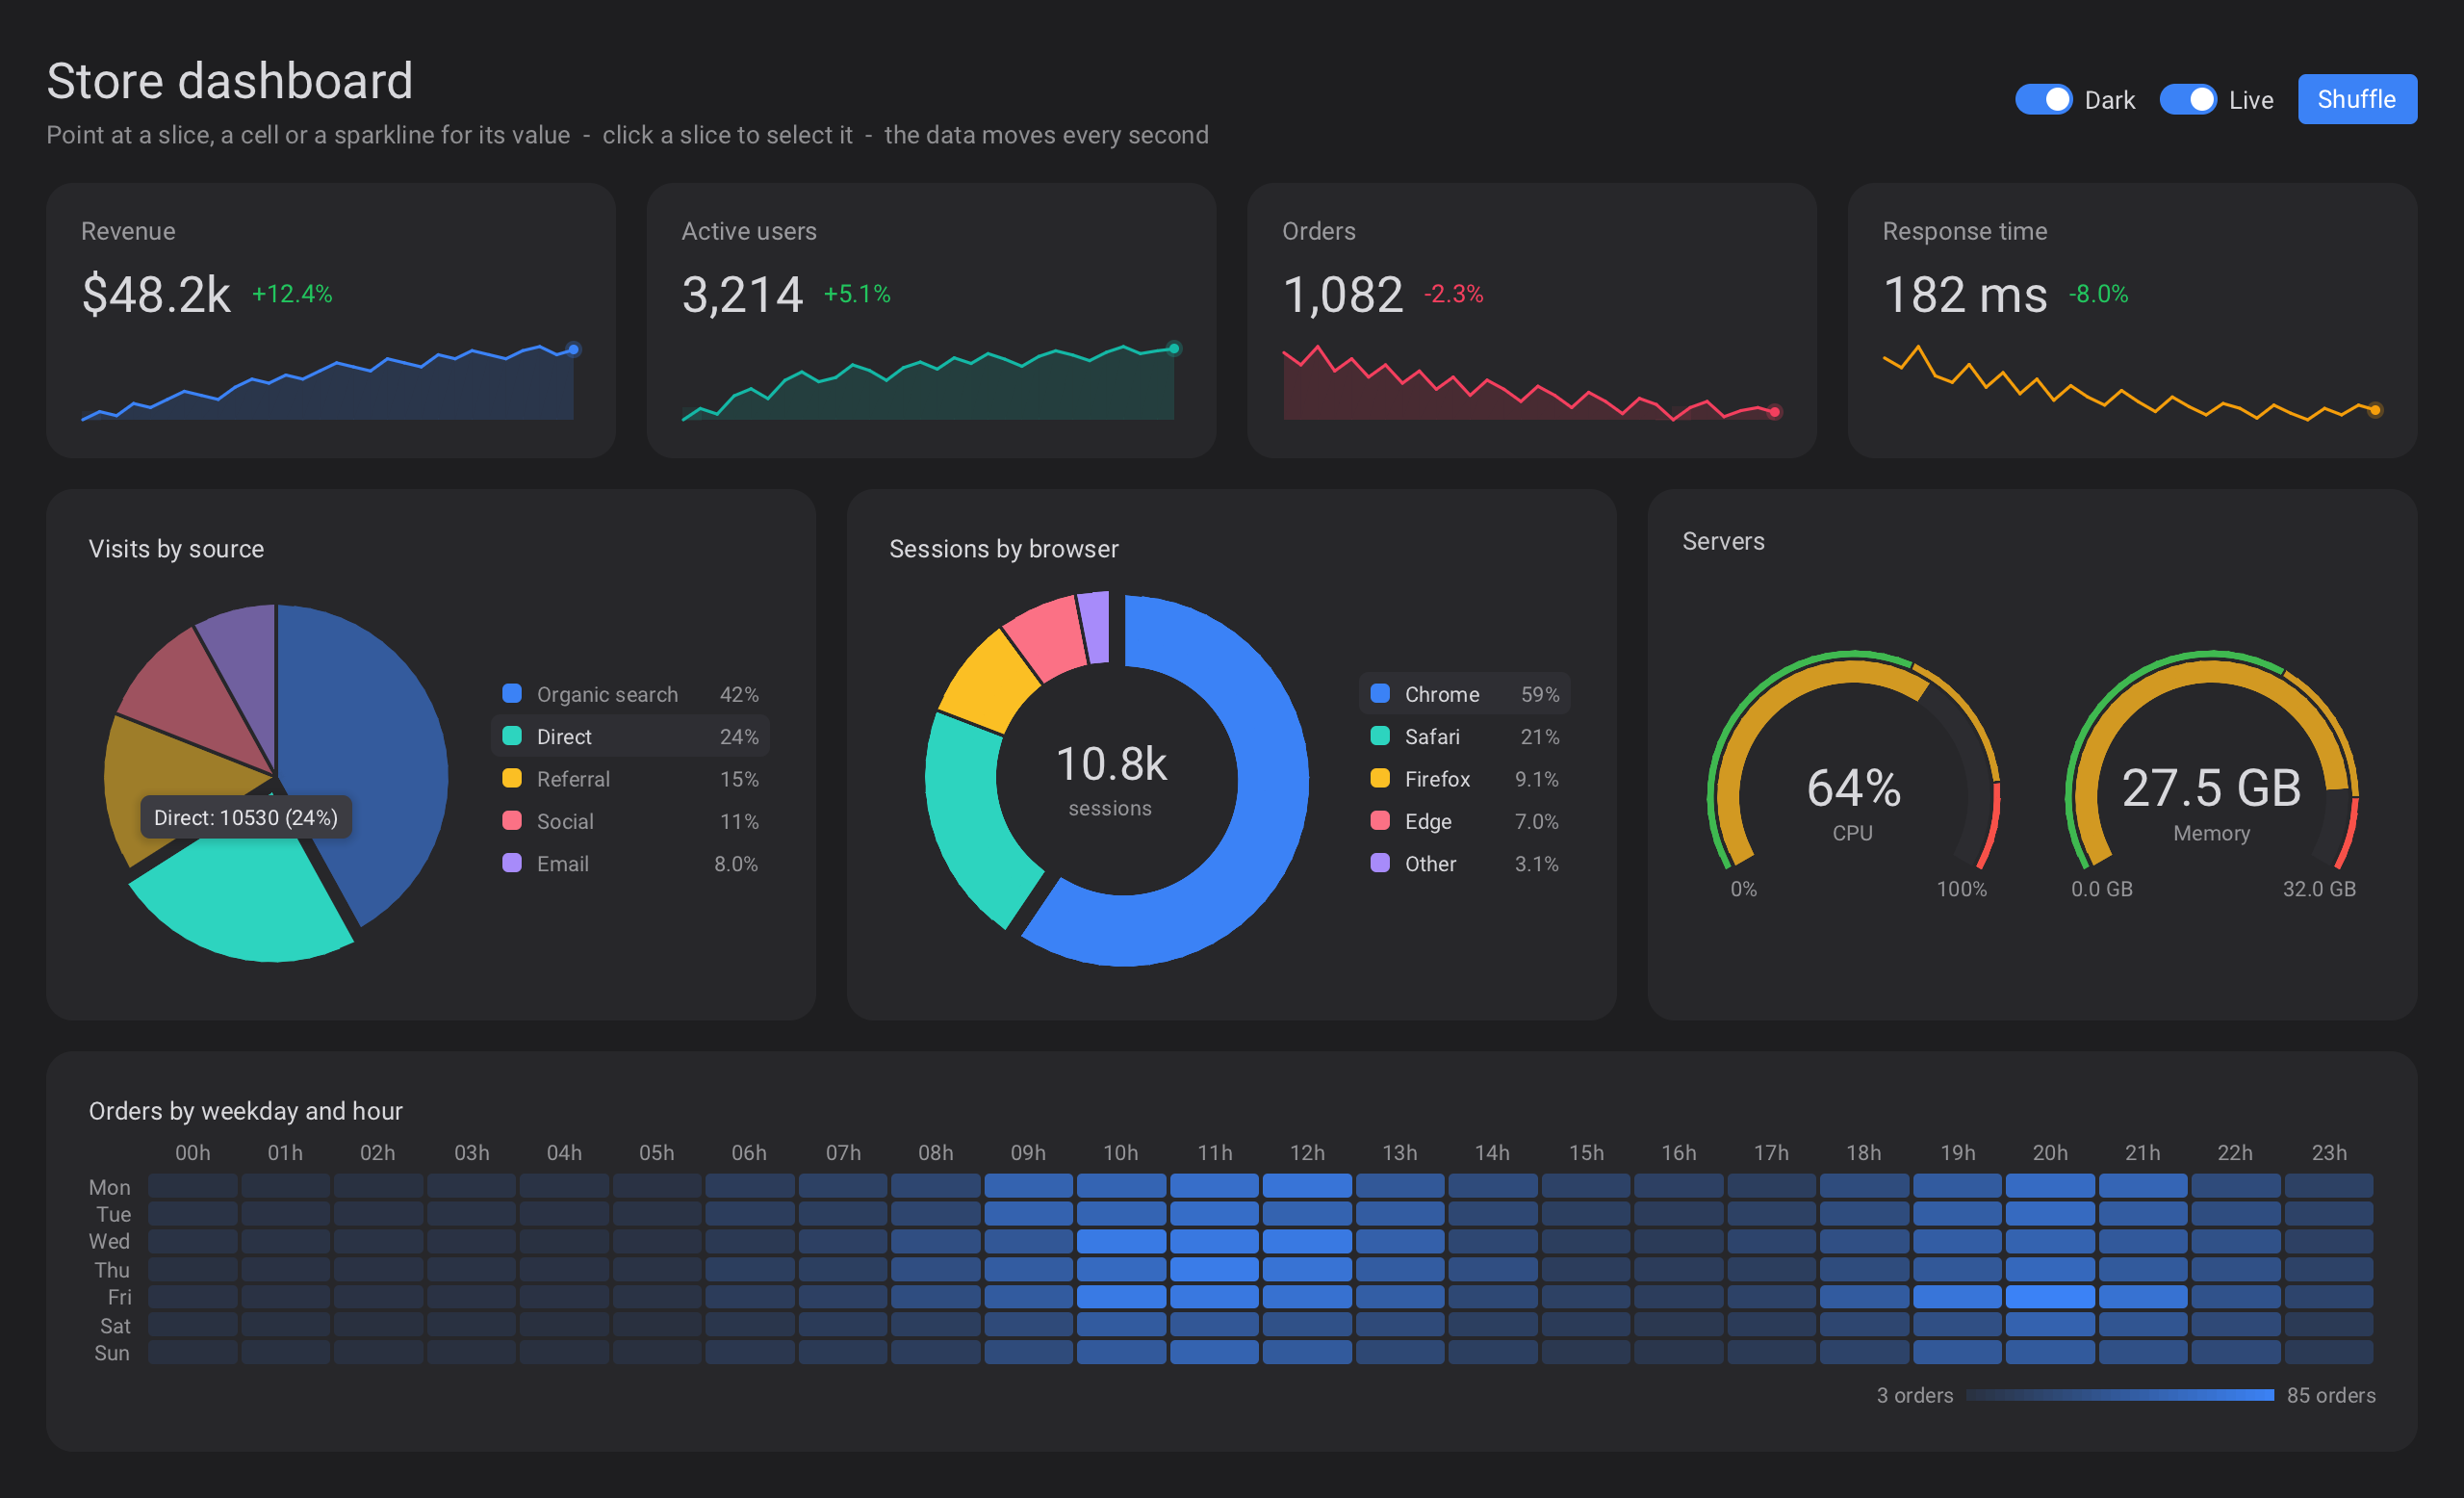 Store dashboard
Point at a slice, a cell or a sparkline for its value - click a slice to select it - the data moves every second
Dark
Live
Shuffle
Revenue
$48.2k +12.4%
Active users
3,214 +5.1%
Orders
1,082 -2.3%
Response time
182 ms -8.0%
Visits by source
Organic search 42%
Direct 24%
Referral 15%
Social 11%
Email 8.0%
Direct: 10530 (24%)
Sessions by browser
10.8k
sessions
Chrome 59%
Safari 21%
Firefox 9.1%
Edge 7.0%
Other 3.1%
Servers
64%
CPU
0% 100%
27.5 GB
Memory
0.0 GB 32.0 GB
Orders by weekday and hour
00h 01h 02h 03h 04h 05h 06h 07h 08h 09h 10h 11h 12h 13h 14h 15h 16h 17h 18h 19h 20h 21h 22h 23h
Mon
Tue
Wed
Thu
Fri
Sat
Sun
3 orders 85 orders